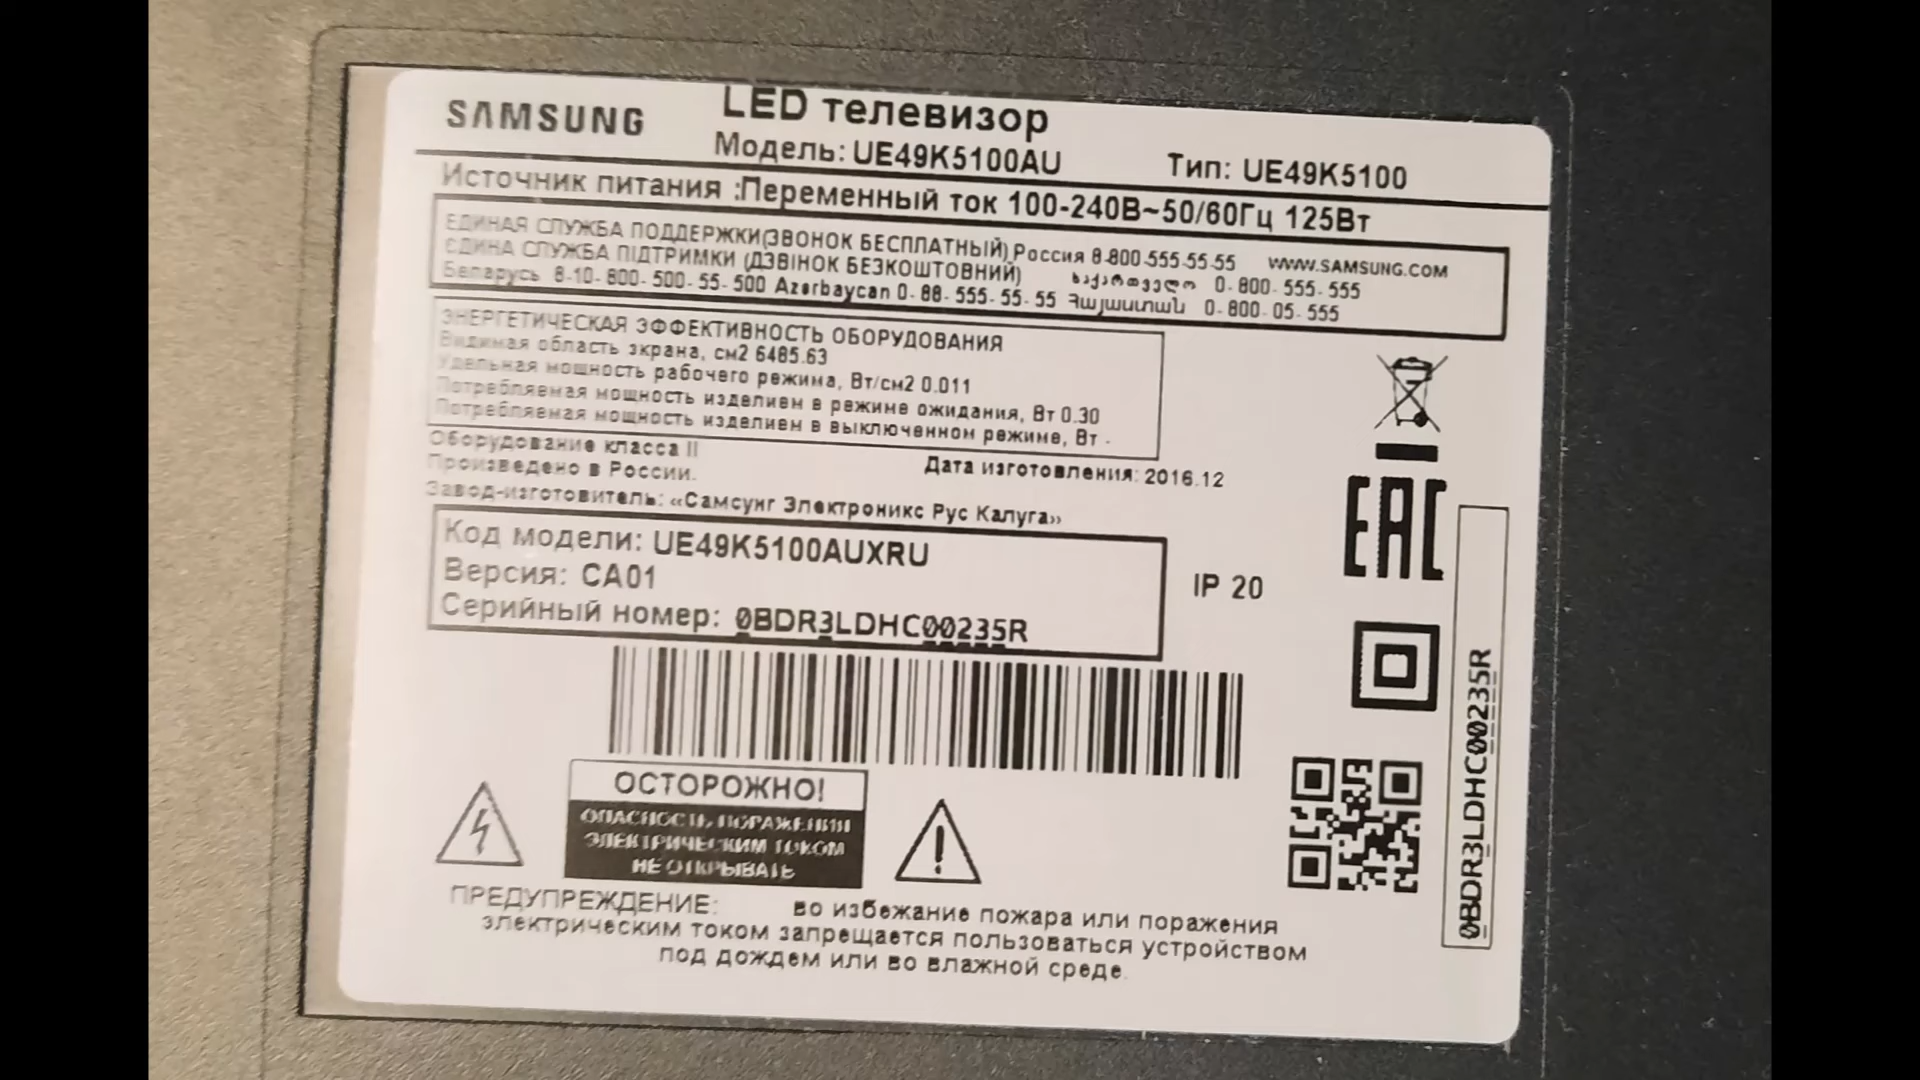 SAMSUNG LED телевизор
Модель: UE49K5100AU Тип: UE49K5100
Источник питания :Переменный ток 100-240В~50/60Гц 125Вт
ЕДИНАЯ СЛУЖБА ПОДДЕРЖКИ(ЗВОНОК БЕСПЛАТНЫЙ) Россия 8-800-555-55-55 WWW.SAMSUNG.COM
ЄДИНА СЛУЖБА ПІДТРИМКИ (ДЗВІНОК БЕЗКОШТОВНИЙ) საქართველო 0-800-555-555
Беларусь 8-10-800-500-55-500 Azərbaycan 0-88-555-55-55 Հայաստան 0-800-05-555
ЭНЕРГЕТИЧЕСКАЯ ЭФФЕКТИВНОСТЬ ОБОРУДОВАНИЯ
Видимая область экрана, см2 6485.63
Удельная мощность рабочего режима, Вт/см2 0.011
Потребляемая мощность изделием в режиме ожидания, Вт 0.30
Потребляемая мощность изделием в выключенном режиме, Вт -
Оборудование класса II
Произведено в России. Дата изготовления: 2016.12
Завод-изготовитель: «Самсунг Электроникс Рус Калуга»
Код модели: UE49K5100AUXRU
Версия: CA01
Серийный номер: 0BDR3LDHC00235R
IP 20
EAC
0BDR3LDHC00235R
ОСТОРОЖНО!
ОПАСНОСТЬ ПОРАЖЕНИЯ
ЭЛЕКТРИЧЕСКИМ ТОКОМ
НЕ ОТКРЫВАТЬ
ПРЕДУПРЕЖДЕНИЕ: во избежание пожара или поражения
электрическим током запрещается пользоваться устройством
под дождем или во влажной среде.